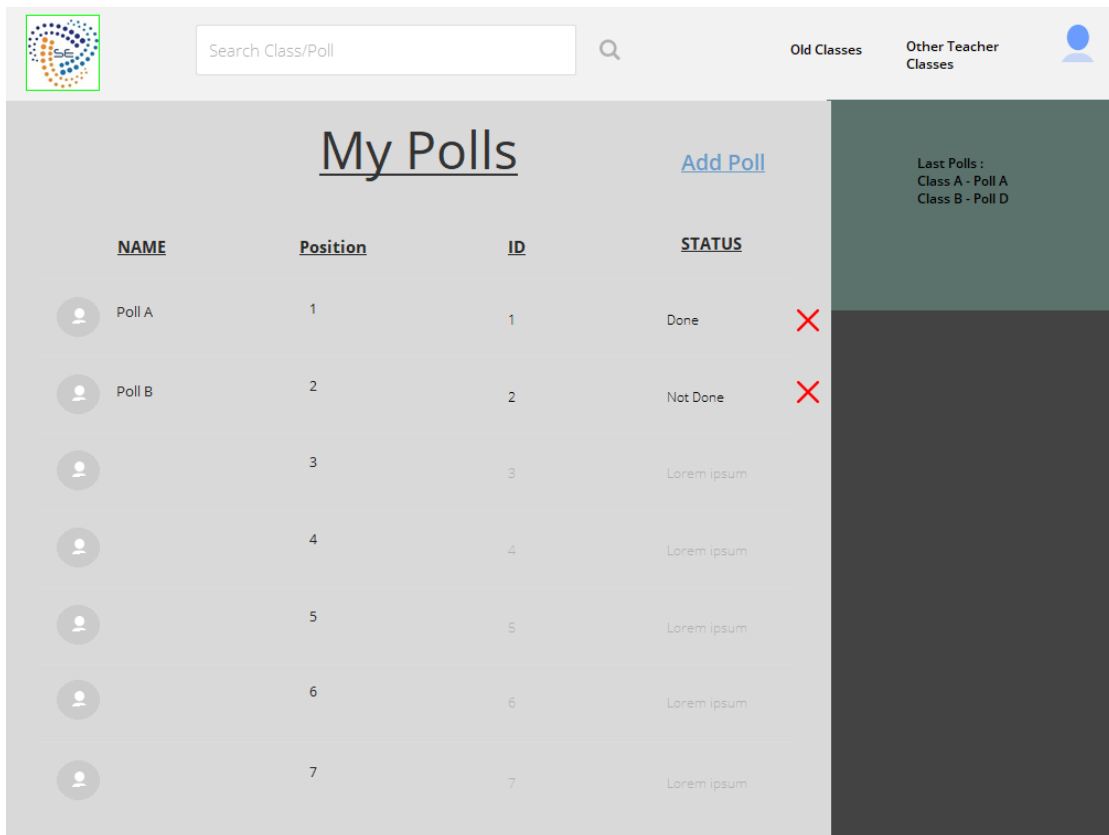 SE
Search Class/Poll
Old Classes
Other Teacher
Classes
My Polls
Add Poll
Last Polls :
Class A - Poll A
Class B - Poll D
NAME Position ID STATUS
Poll A 1 1 Done
Poll B 2 2 Not Done
3 3 Lorem ipsum
4 4 Lorem ipsum
5 5 Lorem ipsum
6 6 Lorem ipsum
7 7 Lorem ipsum